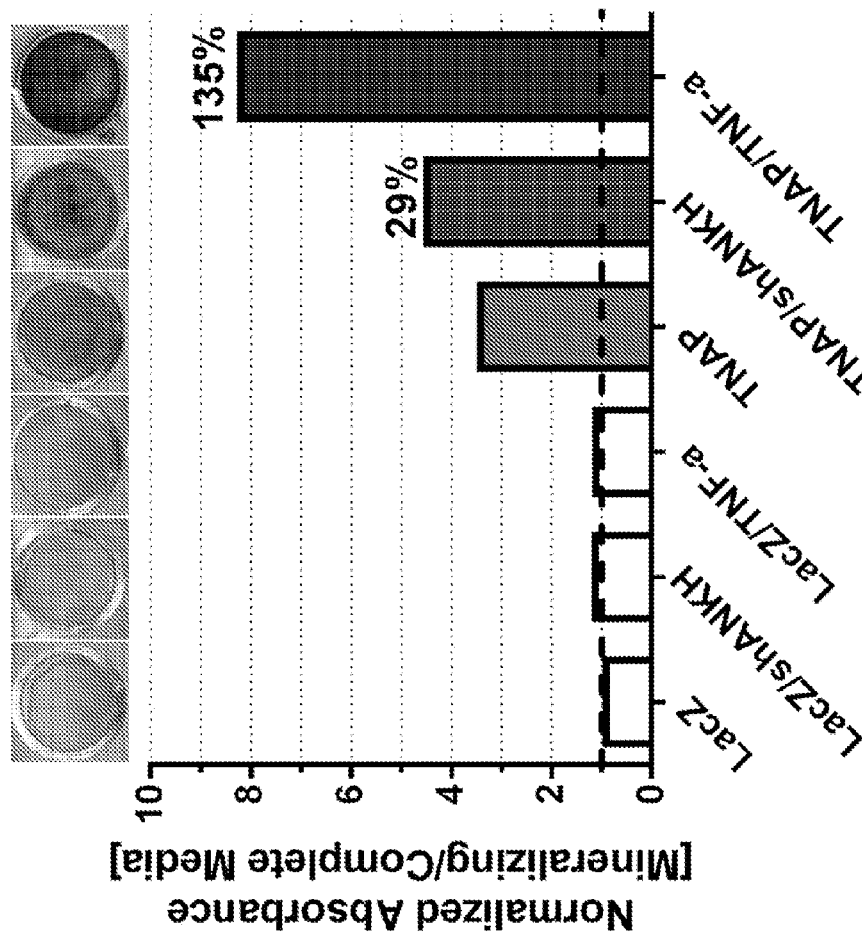 135%
29%
10
8
6
4
2
0
Normalized Absorbance
[Mineralizing/Complete Media]
LacZ
LacZ/shANKH
LacZ/TNF-a
TNAP
TNAP/shANKH
TNAP/TNF-a